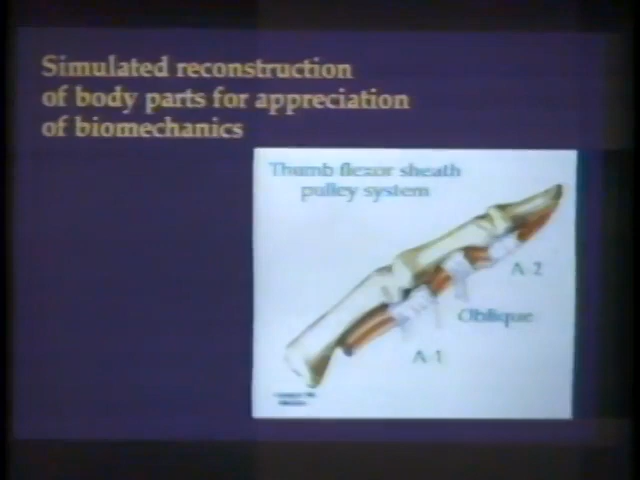 Simulated reconstruction
of body parts for appreciation
of biomechanics
Thumb flexor sheath
pulley system
A-2
Oblique
A-1